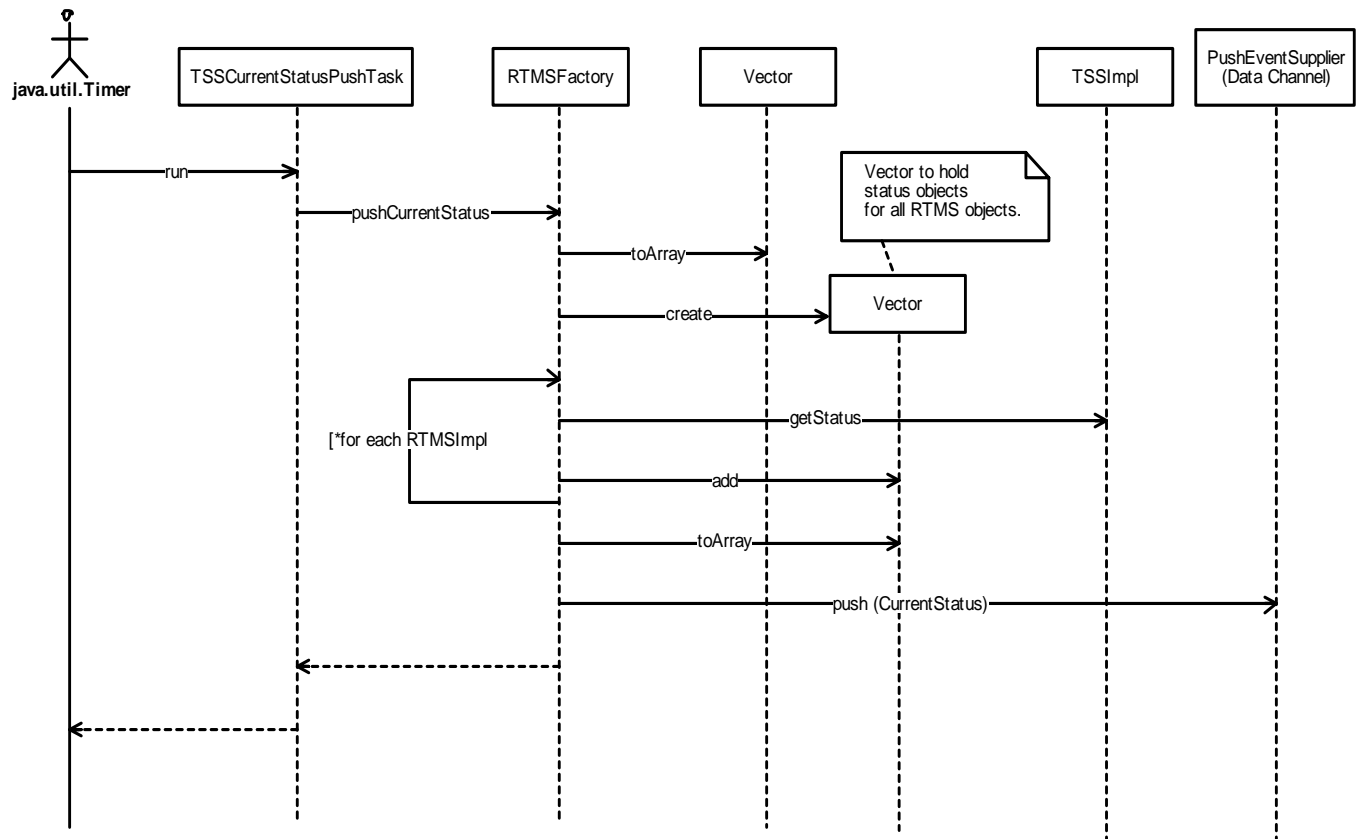 java.util.Timer
TSSCurrentStatusPushTask
RTMSFactory
Vector
TSSImpl
PushEventSupplier
(Data Channel)
run
pushCurrentStatus
toArray
Vector to hold
status objects
for all RTMS objects.
create
Vector
[*for each RTMSImpl
getStatus
add
toArray
push (CurrentStatus)